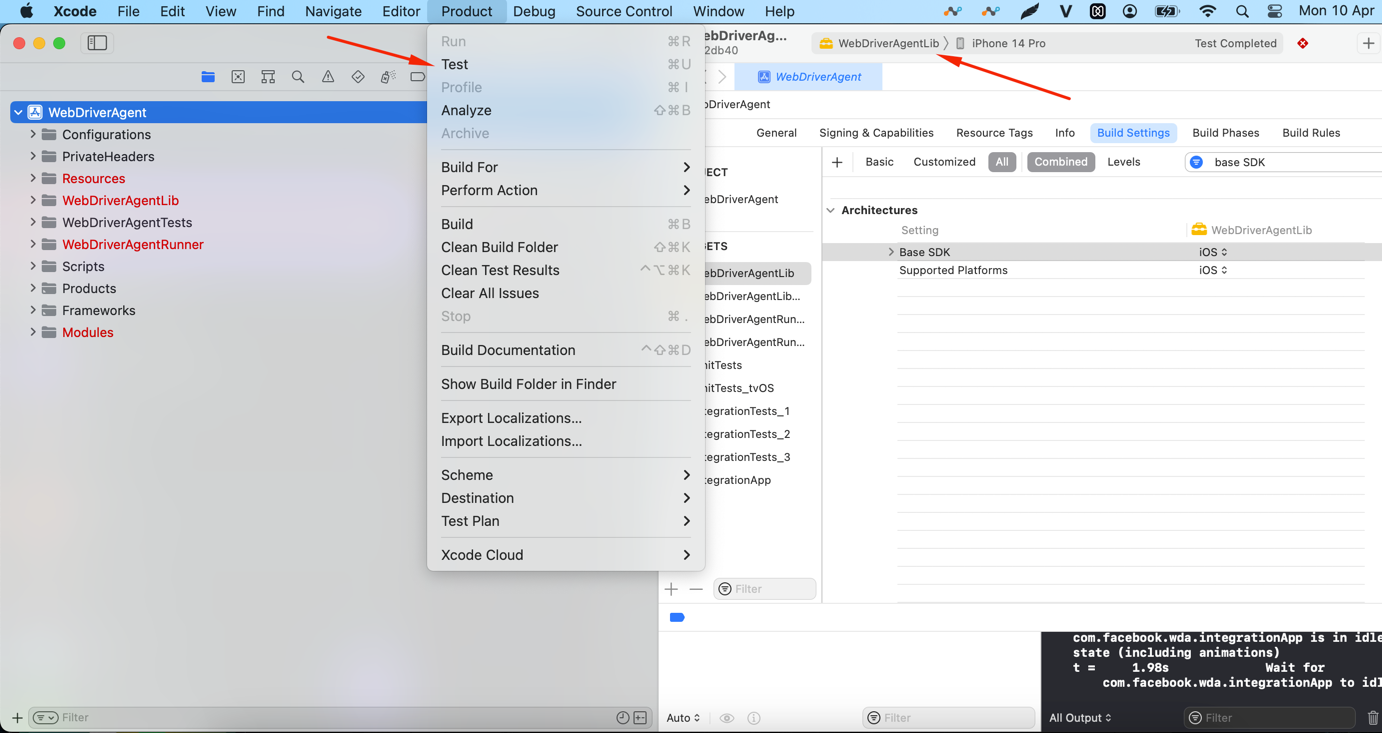 Xcode File Edit View Find Navigate Editor Product Debug Source Control Window Help Mon 10 Apr
ebDriverAg...
2db40
WebDriverAgentLib iPhone 14 Pro Test Completed
WebDriverAgent
bDriverAgent
General Signing & Capabilities Resource Tags Info Build Settings Build Phases Build Rules
+ Basic Customized All Combined Levels base SDK
WebDriverAgent
Configurations
PrivateHeaders
Resources
WebDriverAgentLib
WebDriverAgentTests
WebDriverAgentRunner
Scripts
Products
Frameworks
Modules
Run ⌘R
Test ⌘U
Profile ⌘I
Analyze ⇧⌘B
Archive
Build For
Perform Action
Build ⌘B
Clean Build Folder ⇧⌘K
Clean Test Results ^⌥⌘K
Clear All Issues
Stop ⌘.
Build Documentation ^⇧⌘D
Show Build Folder in Finder
Export Localizations...
Import Localizations...
Scheme
Destination
Test Plan
Xcode Cloud
ECT
ebDriverAgent
ETS
ebDriverAgentLib
ebDriverAgentLib...
ebDriverAgentRun...
ebDriverAgentRun...
nitTests
nitTests_tvOS
tegrationTests_1
tegrationTests_2
tegrationTests_3
tegrationApp
Filter
Architectures
Setting WebDriverAgentLib
Base SDK iOS
Supported Platforms iOS
com.facebook.wda.integrationApp is in idle
state (including animations)
t = 1.98s Wait for
com.facebook.wda.integrationApp to idl
Filter
Auto Filter
All Output Filter